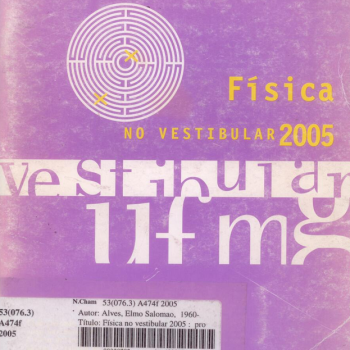 Física
NO VESTIBULAR 2005
vestibular
ufmg
N.Cham 53(076.3) A474f 2005
Autor: Alves, Elmo Salomao, 1960-
Título: Física no vestibular 2005 : pro
53(076.3)
A474f
2005